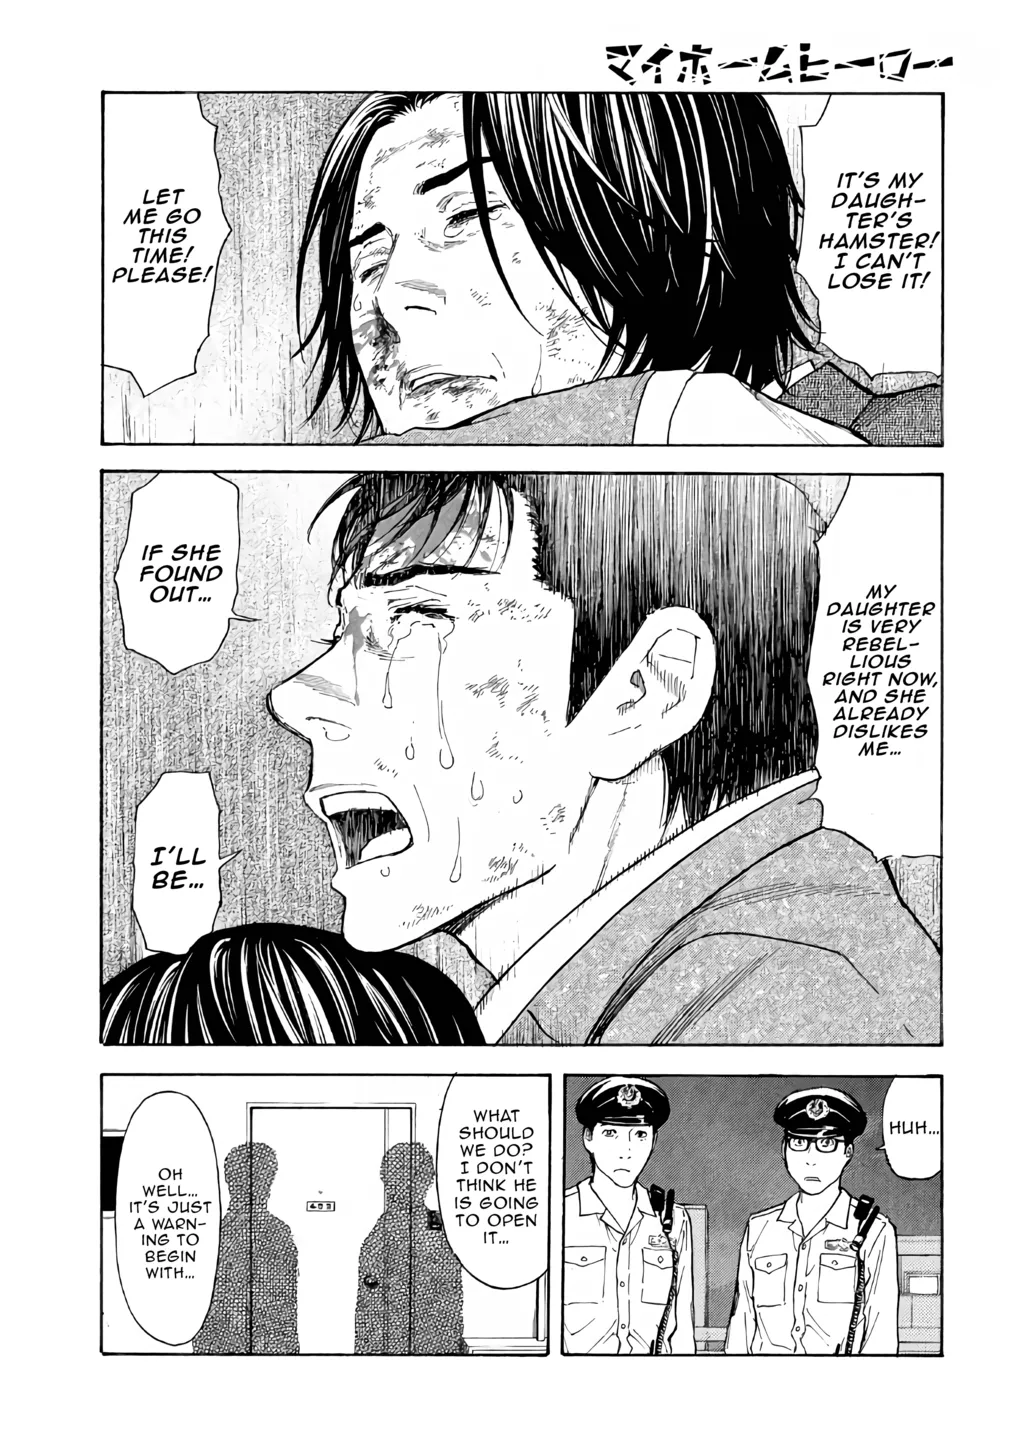 マイホームヒーロー
IT'S MY
DAUGH-
TER'S
HAMSTER!
I CAN'T
LOSE IT!
LET
ME GO
THIS
TIME!
PLEASE!
MY
DAUGHTER
IS VERY
REBEL-
LIOUS
RIGHT NOW,
AND SHE
ALREADY
DISLIKES
ME...
IF SHE
FOUND
OUT...
I'LL
BE...
HUH...
WHAT
SHOULD
WE DO?
I DON'T
THINK HE
IS GOING
TO OPEN
IT...
OH
WELL...
IT'S JUST
A WARN-
ING TO
BEGIN
WITH...